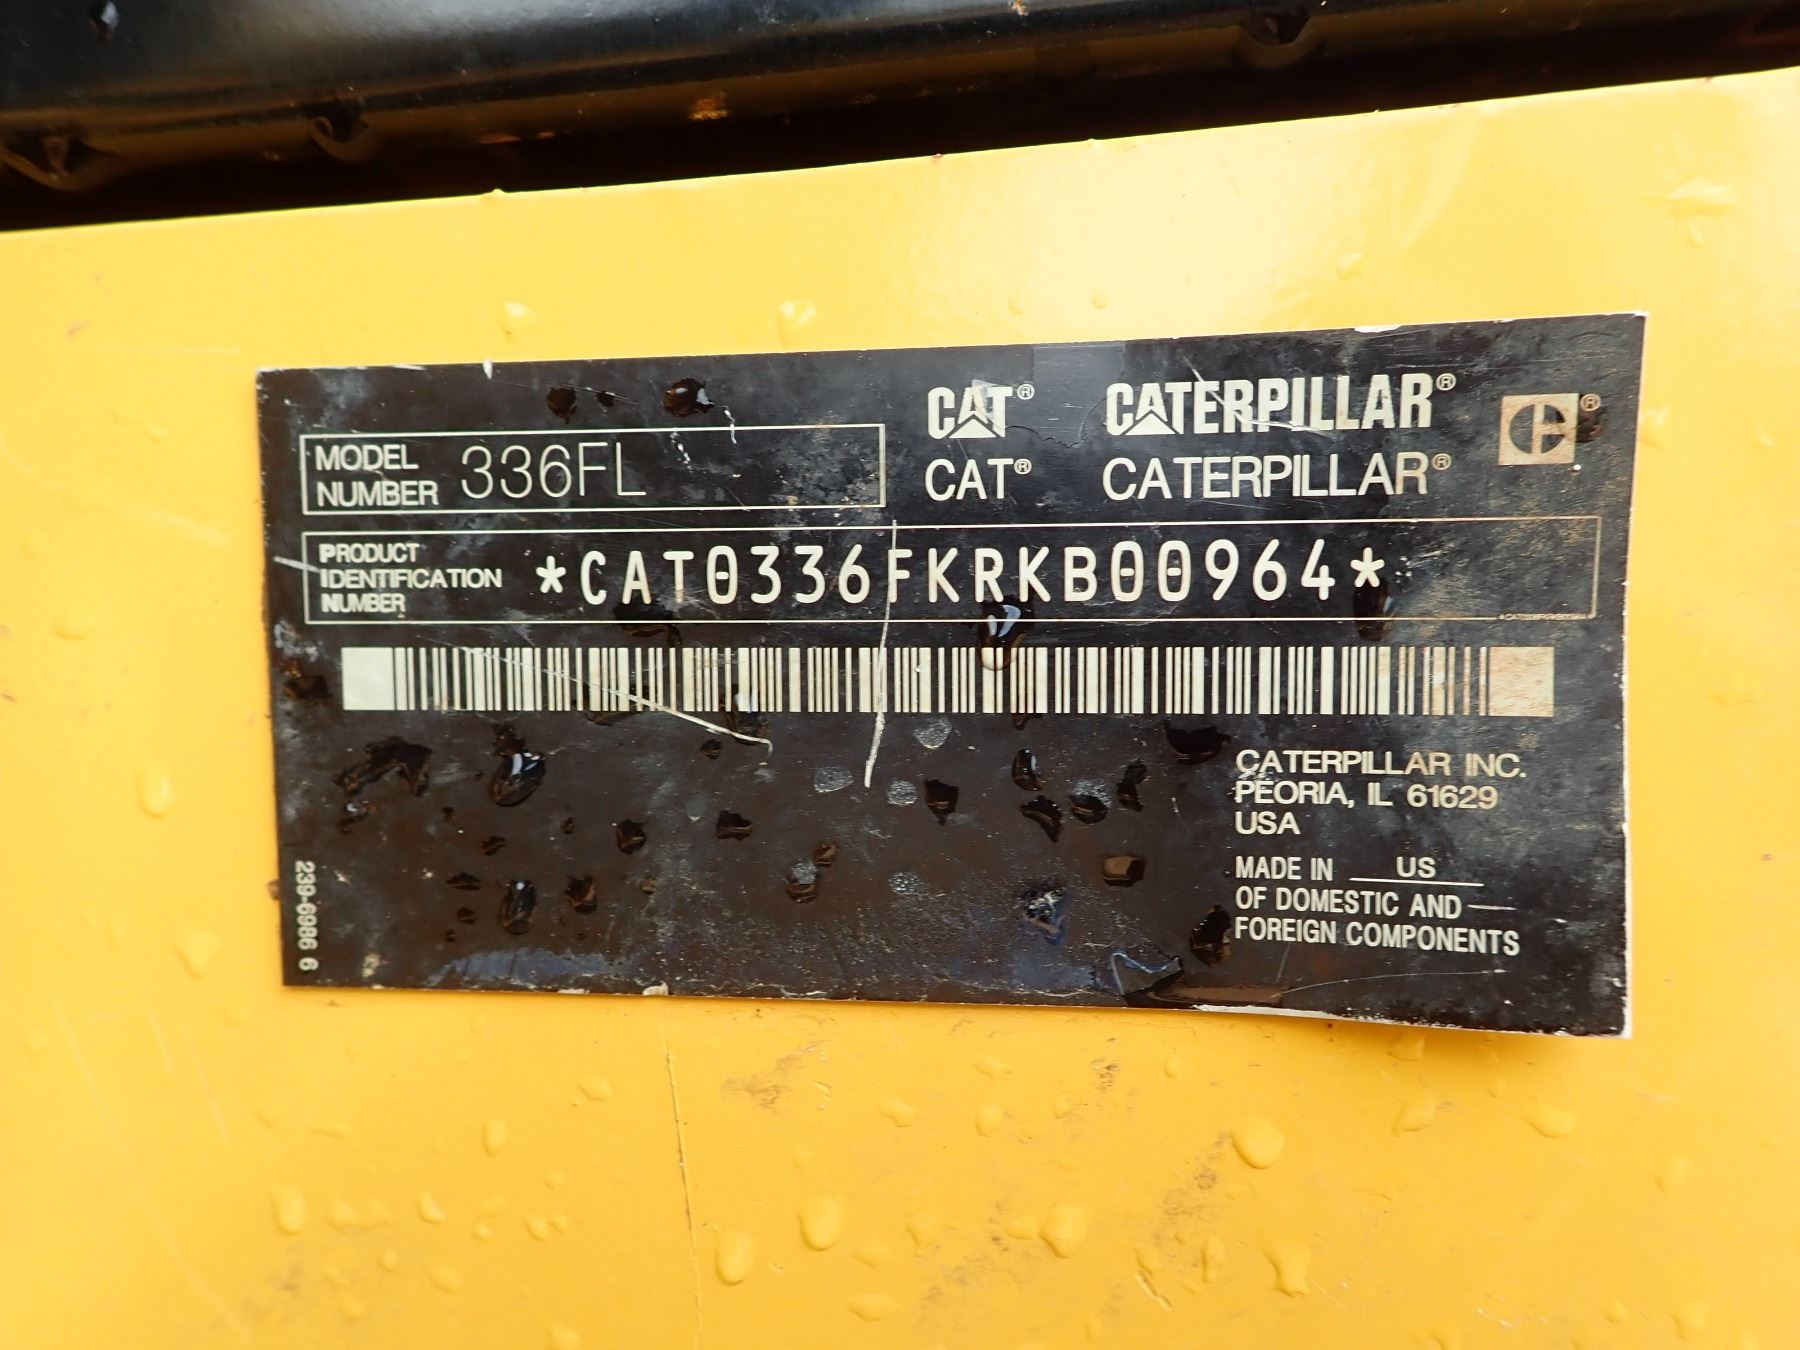 MODEL NUMBER 336FL
CAT® CATERPILLAR®
CAT® CATERPILLAR®
PRODUCT IDENTIFICATION NUMBER *CAT0336FKRKB00964*
CATERPILLAR INC.
PEORIA, IL 61629
USA
MADE IN US
OF DOMESTIC AND
FOREIGN COMPONENTS
239-6986 6